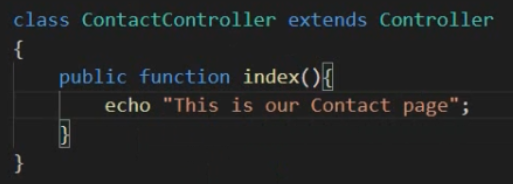 class ContactController extends Controller
{
    public function index(){
        echo "This is our Contact page";
    }
}